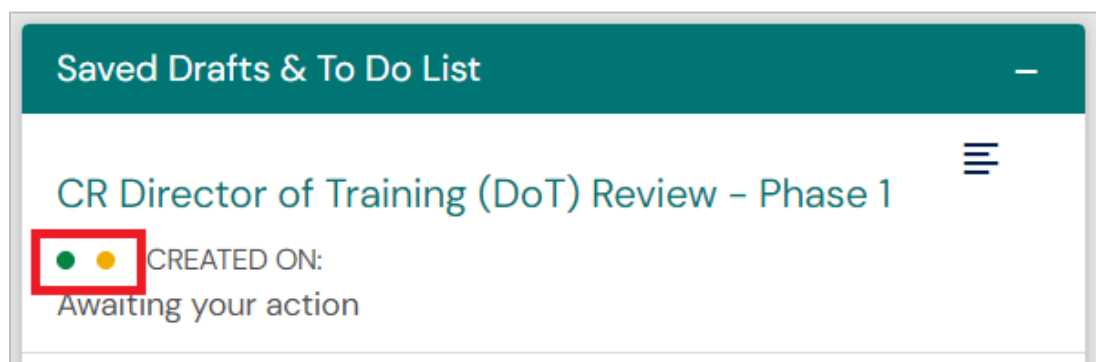 Saved Drafts & To Do List
CR Director of Training (DoT) Review - Phase 1
CREATED ON:
Awaiting your action